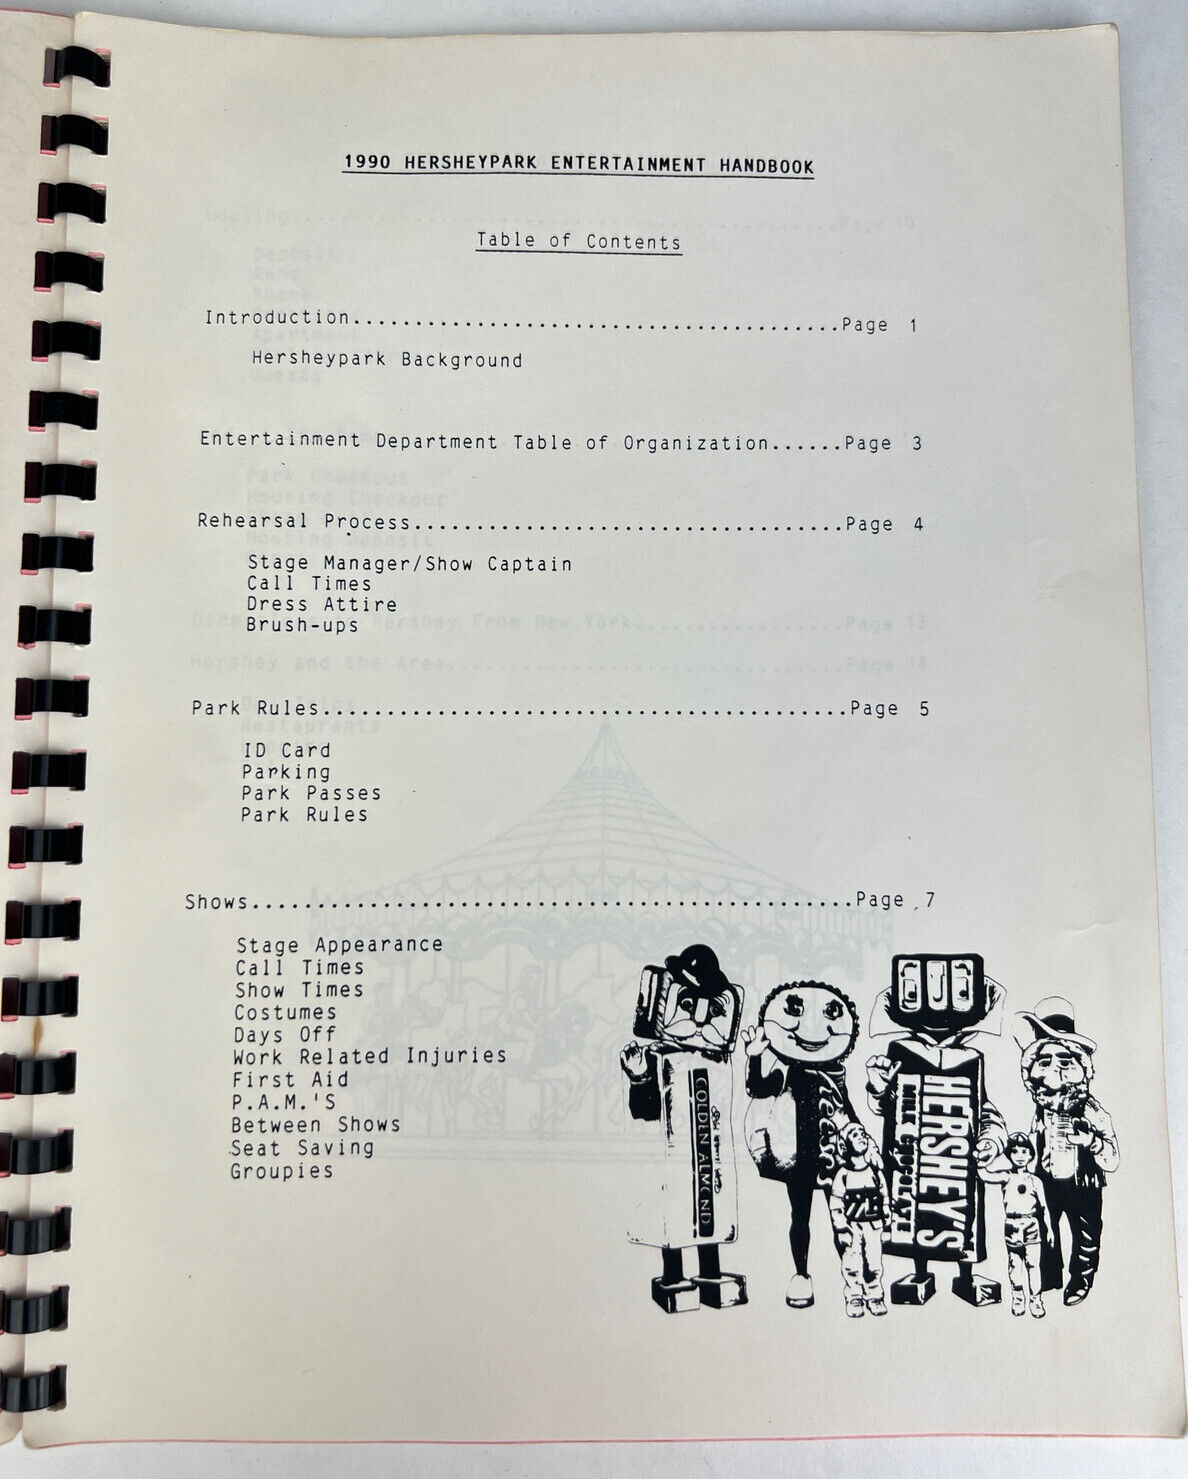 1990 HERSHEYPARK ENTERTAINMENT HANDBOOK
Table of Contents
Introduction........................................Page 1
Hersheypark Background
Entertainment Department Table of Organization......Page 3
Rehearsal Process...................................Page 4
Stage Manager/Show Captain
Call Times
Dress Attire
Brush-ups
Park Rules...........................................Page 5
ID Card
Parking
Park Passes
Park Rules
Shows................................................Page 7
Stage Appearance
Call Times
Show Times
Costumes
Days Off
Work Related Injuries
First Aid
P.A.M.'S
Between Shows
Seat Saving
Groupies
GOLDEN ALMOND
Reese's
HERSHEY'S
MILK CHOCOLATE